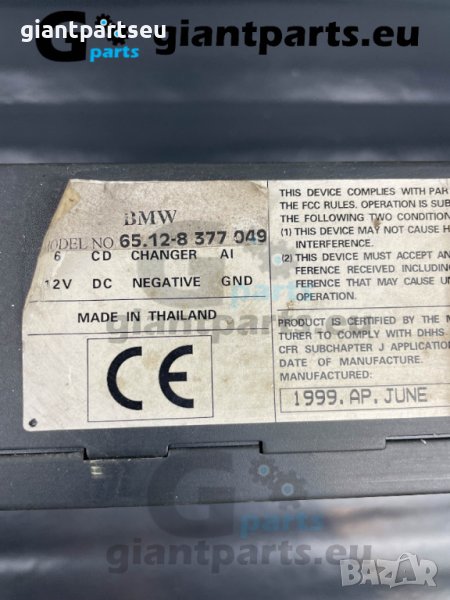 giantparts.eu
giantpartseu
parts
BMW
MODEL NO. 65.12-8 377 049
6 CD CHANGER AI
12V DC NEGATIVE GND
MADE IN THAILAND
CE
THIS DEVICE COMPLIES WITH PAR
THE FCC RULES. OPERATION IS SUB
THE FOLLOWING TWO CONDITION
(1) THIS DEVICE MAY NOT CAUSE H
INTERFERENCE.
(2) THIS DEVICE MUST ACCEPT AN
FERENCE RECEIVED INCLUDING
FERENCE THAT MAY CAUSE UN
OPERATION.
PRODUCT IS CERTIFIED BY THE M
TURER TO COMPLY WITH DHHS
CFR SUBCHAPTER J APPLICATION
DATE OF MANUFACTURE.
MANUFACTURED:
1999. AP. JUNE
parts
giantparts.eu
BAZAR